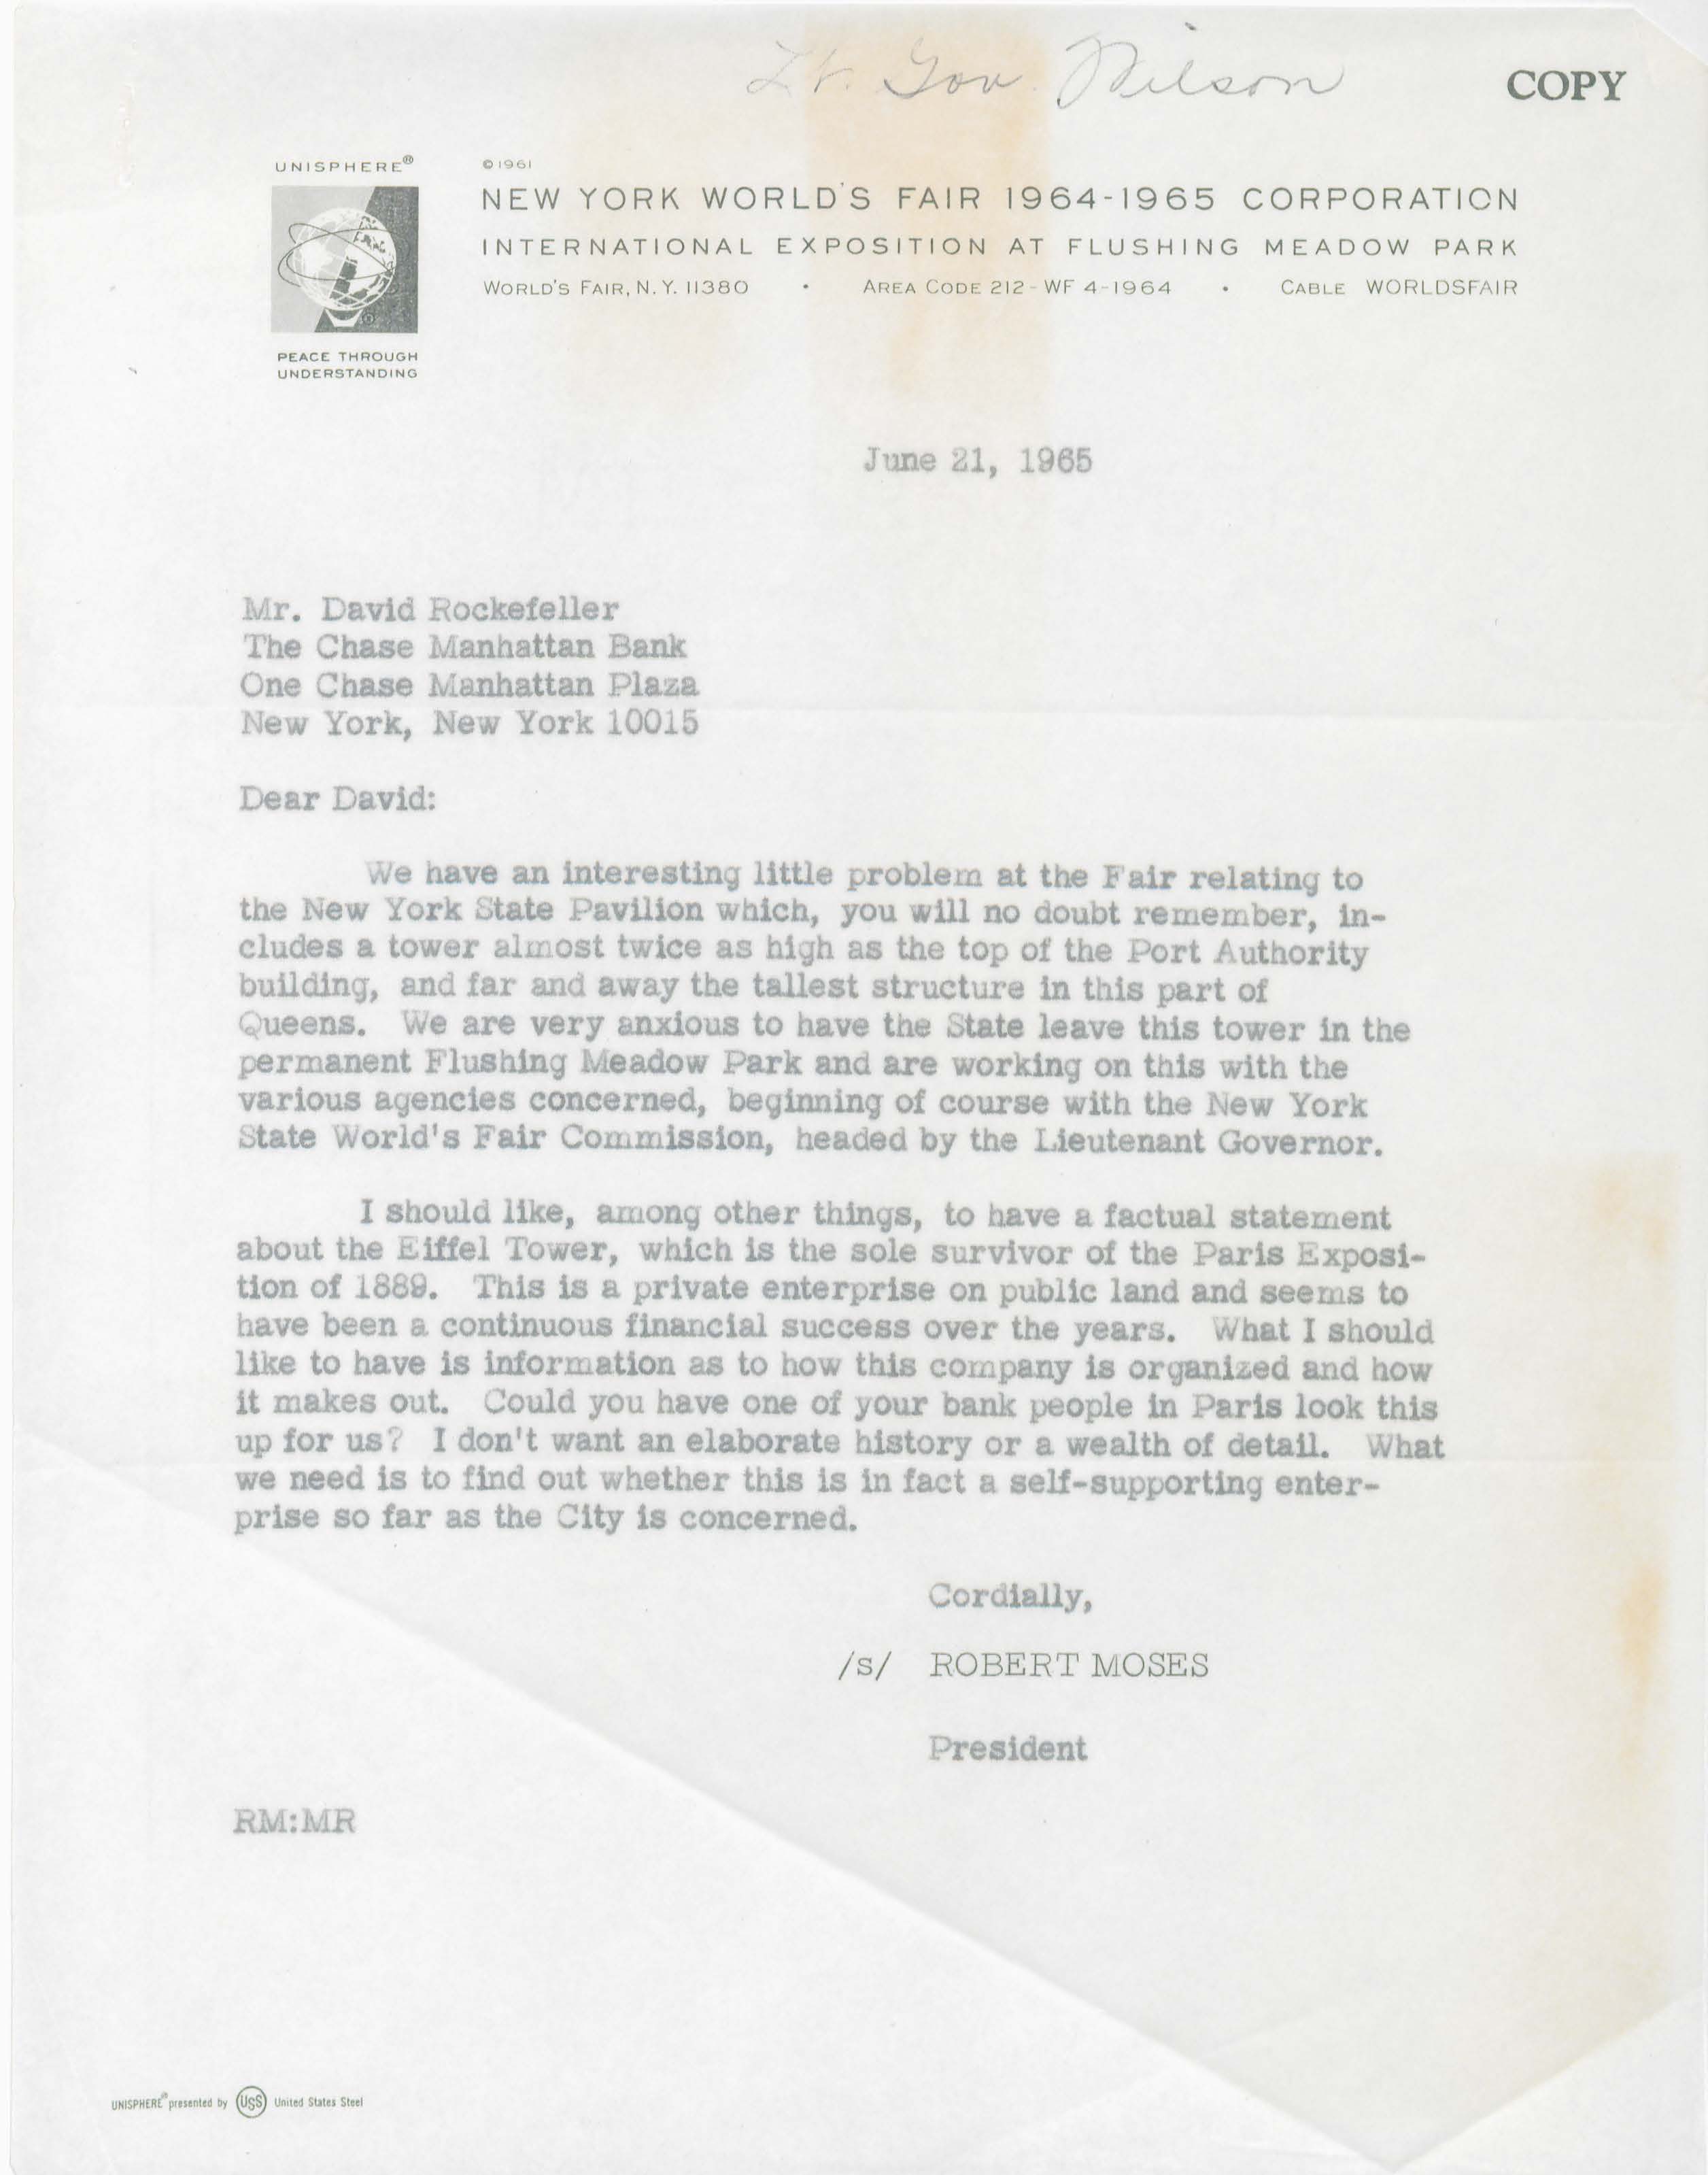 Lt. Gov. Wilson
COPY
UNISPHERE®
©1961
NEW YORK WORLD'S FAIR 1964-1965 CORPORATION
INTERNATIONAL EXPOSITION AT FLUSHING MEADOW PARK
WORLD'S FAIR, N.Y. 11380 • AREA CODE 212 - WF 4-1964 • CABLE WORLDSFAIR
PEACE THROUGH
UNDERSTANDING
June 21, 1965
Mr. David Rockefeller
The Chase Manhattan Bank
One Chase Manhattan Plaza
New York, New York 10015
Dear David:
We have an interesting little problem at the Fair relating to
the New York State Pavilion which, you will no doubt remember, in-
cludes a tower almost twice as high as the top of the Port Authority
building, and far and away the tallest structure in this part of
Queens. We are very anxious to have the State leave this tower in the
permanent Flushing Meadow Park and are working on this with the
various agencies concerned, beginning of course with the New York
State World's Fair Commission, headed by the Lieutenant Governor.
I should like, among other things, to have a factual statement
about the Eiffel Tower, which is the sole survivor of the Paris Exposi-
tion of 1889. This is a private enterprise on public land and seems to
have been a continuous financial success over the years. What I should
like to have is information as to how this company is organized and how
it makes out. Could you have one of your bank people in Paris look this
up for us? I don't want an elaborate history or a wealth of detail. What
we need is to find out whether this is in fact a self-supporting enter-
prise so far as the City is concerned.
Cordially,
/s/ ROBERT MOSES
President
RM:MR
UNISPHERE® presented by USS United States Steel